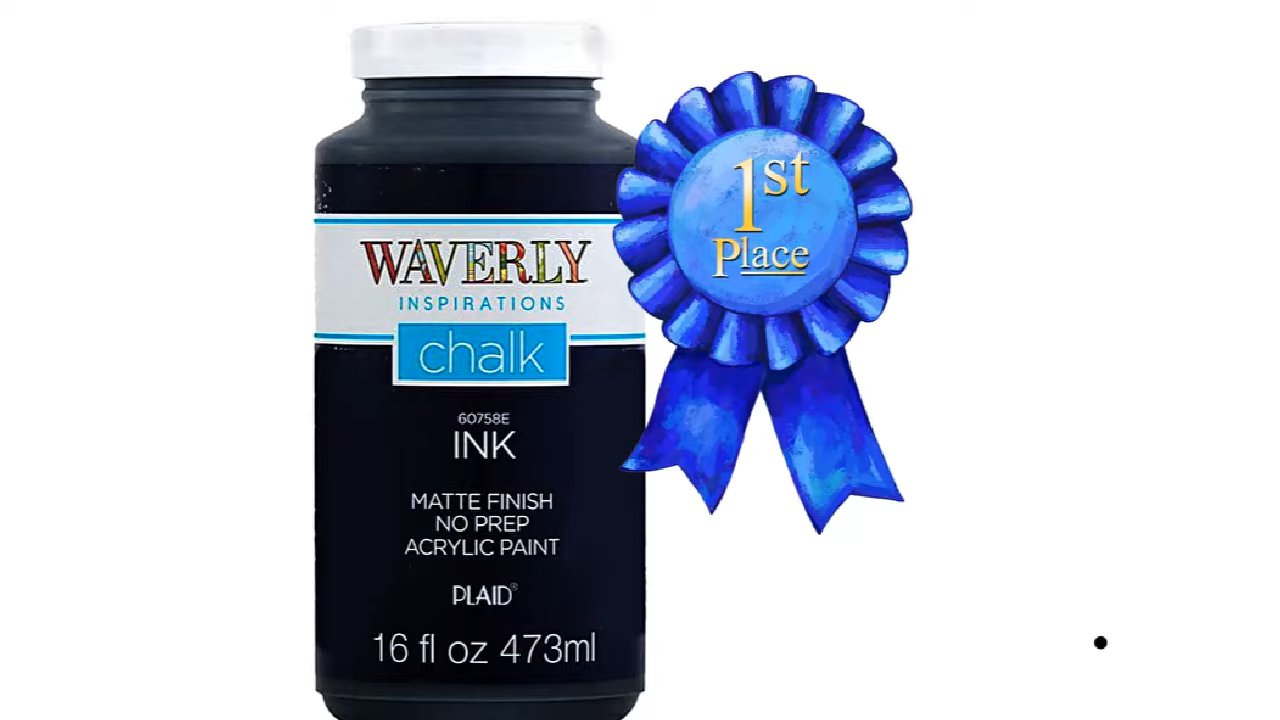 WAVERLY
INSPIRATIONS
chalk
60758E
INK
MATTE FINISH
NO PREP
ACRYLIC PAINT
PLAID®
16 fl oz 473ml
1st
Place